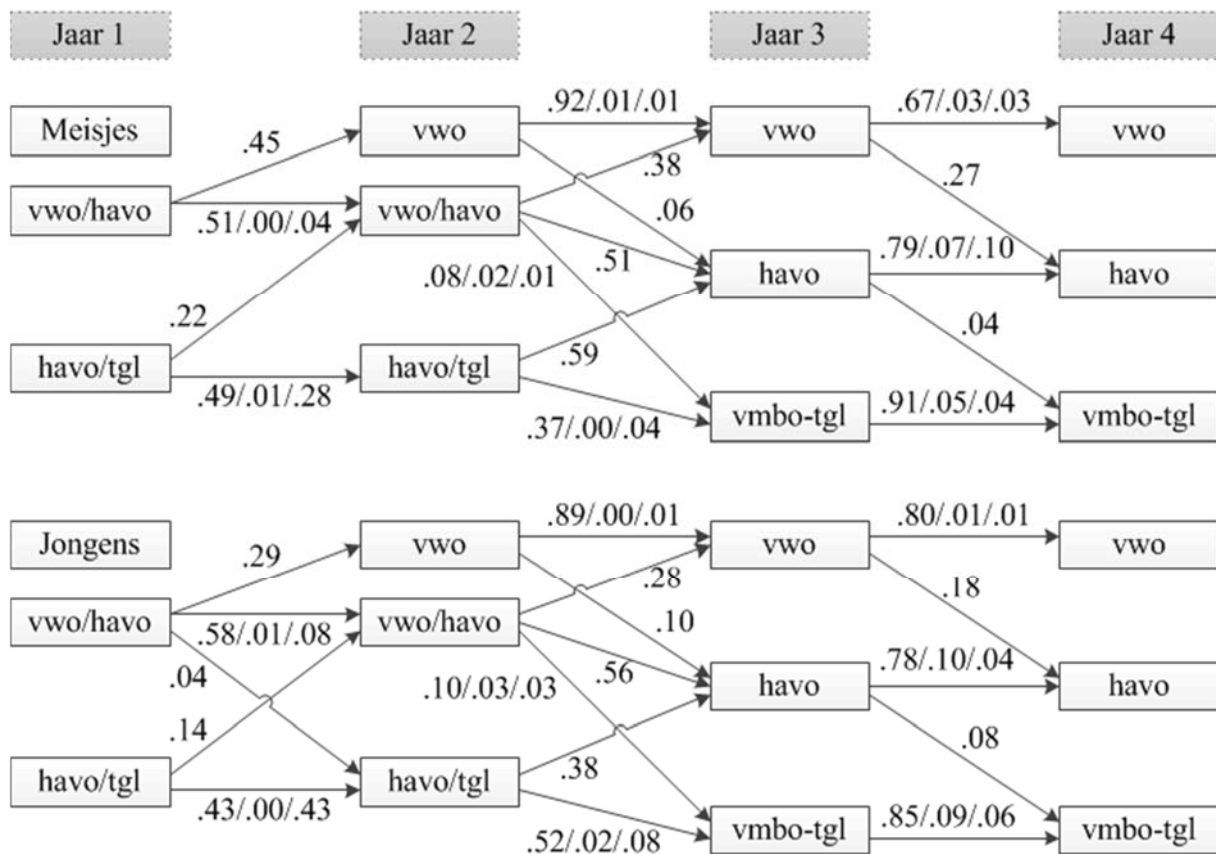 Jaar 1 Jaar 2 Jaar 3 Jaar 4
Meisjes vwo .92/.01/.01 vwo .67/.03/.03 vwo
.45
vwo/havo .51/.00/.04 vwo/havo .38
.06 .27
.08/.02/.01 .51 havo .79/.07/.10 havo
.22 .59 .04
havo/tgl .49/.01/.28 havo/tgl
.37/.00/.04 vmbo-tgl .91/.05/.04 vmbo-tgl
Jongens vwo .89/.00/.01 vwo .80/.01/.01 vwo
.29
vwo/havo .58/.01/.08 vwo/havo .28
.10 .18
.04 .10/.03/.03 .56 havo .78/.10/.04 havo
.14 .38 .08
havo/tgl .43/.00/.43 havo/tgl
.52/.02/.08 vmbo-tgl .85/.09/.06 vmbo-tgl